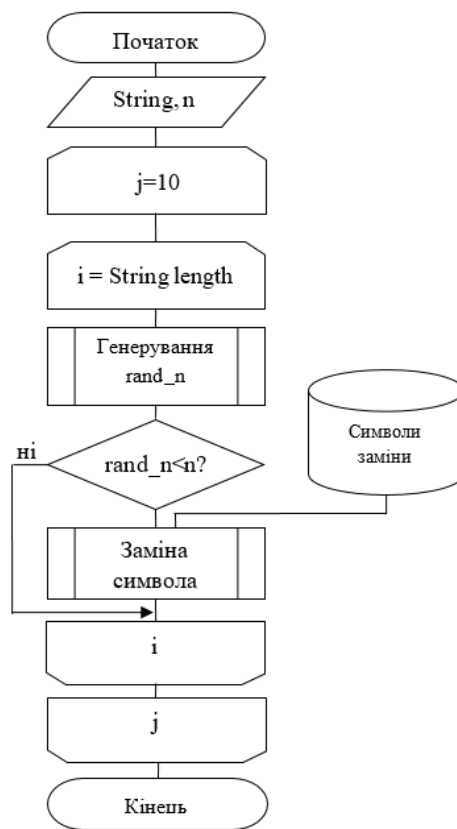 Початок
String, n
j=10
i = String length
Генерування
rand_n
ні
rand_n<n?
Символи
заміни
Заміна
символа
i
j
Кінець